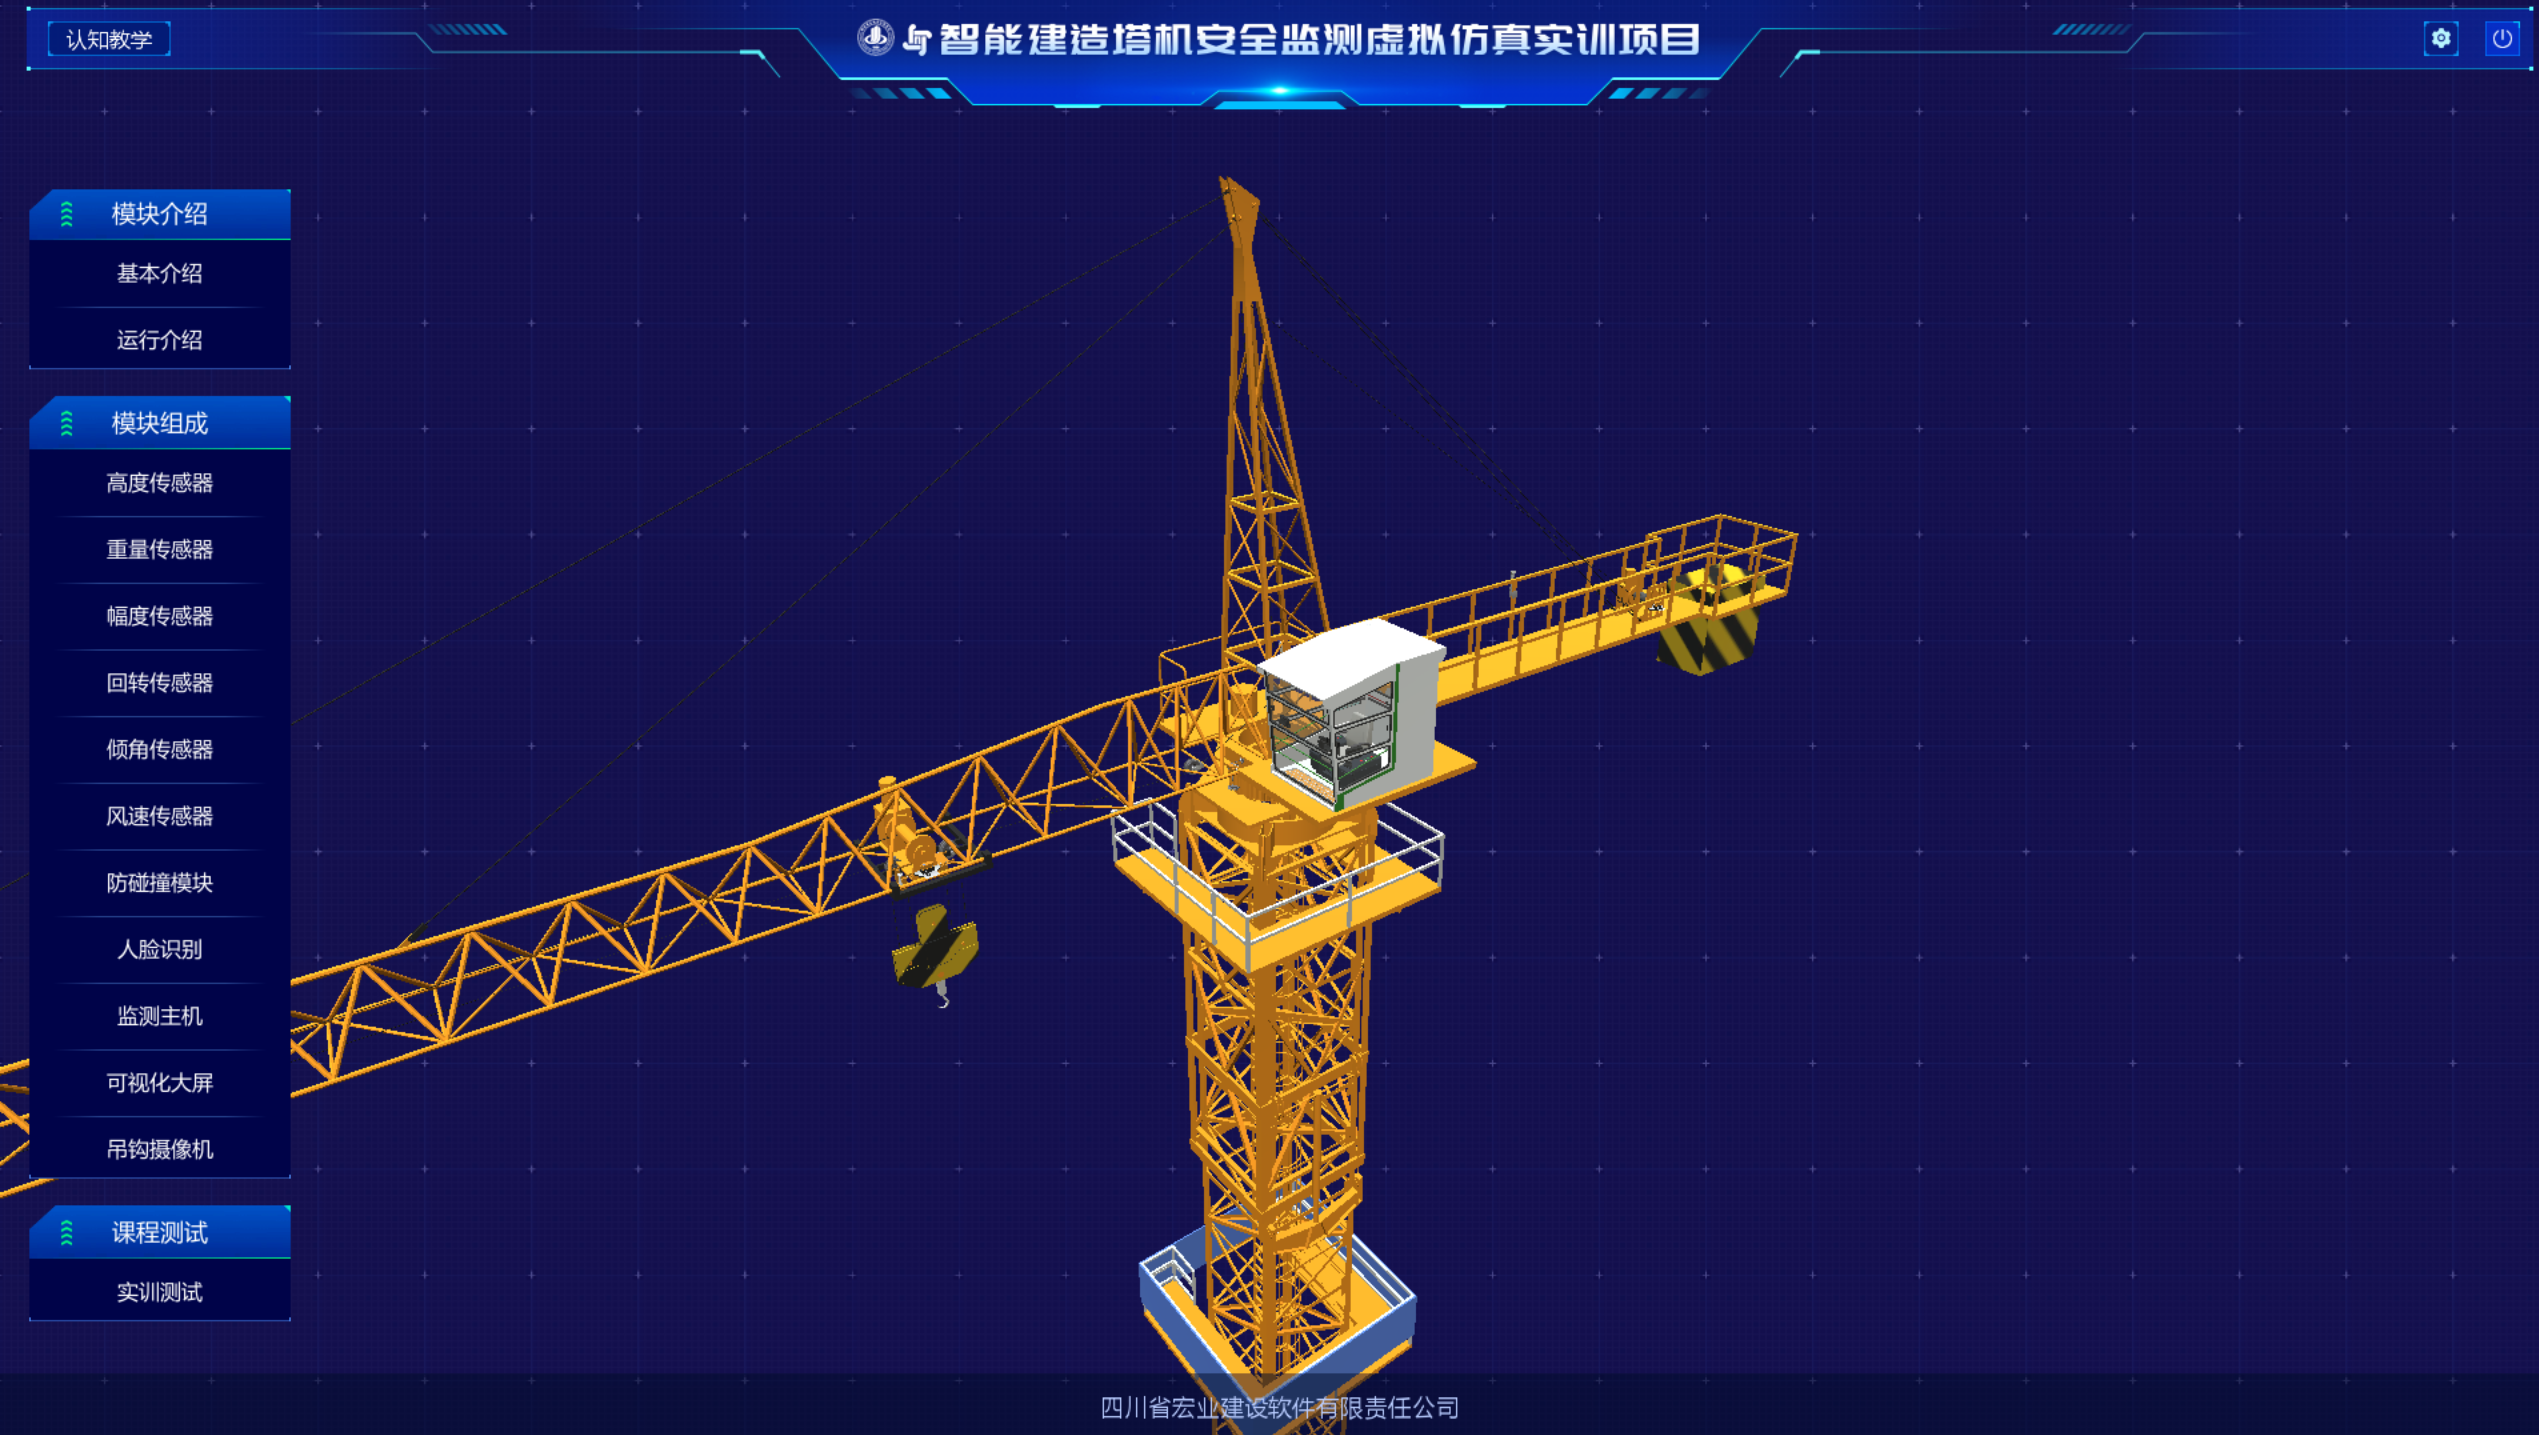 认知教学
智能建造塔机安全监测虚拟仿真实训项目
模块介绍
基本介绍
运行介绍
模块组成
高度传感器
重量传感器
幅度传感器
回转传感器
倾角传感器
风速传感器
防碰撞模块
人脸识别
监测主机
可视化大屏
吊钩摄像机
课程测试
实训测试
四川省宏业建设软件有限责任公司